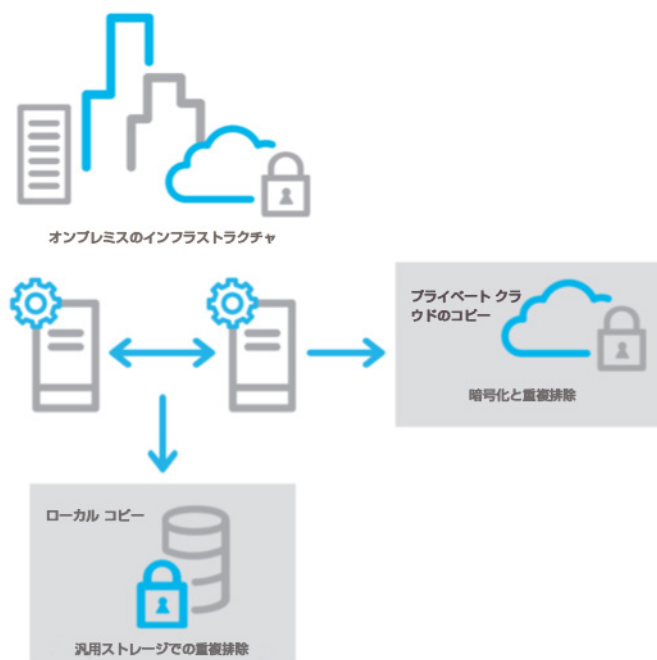 オンプレミスのインフラストラクチャ
プライベート クラ
ウドのコピー
暗号化と重複排除
ローカル コピー
汎用ストレージでの重複排除